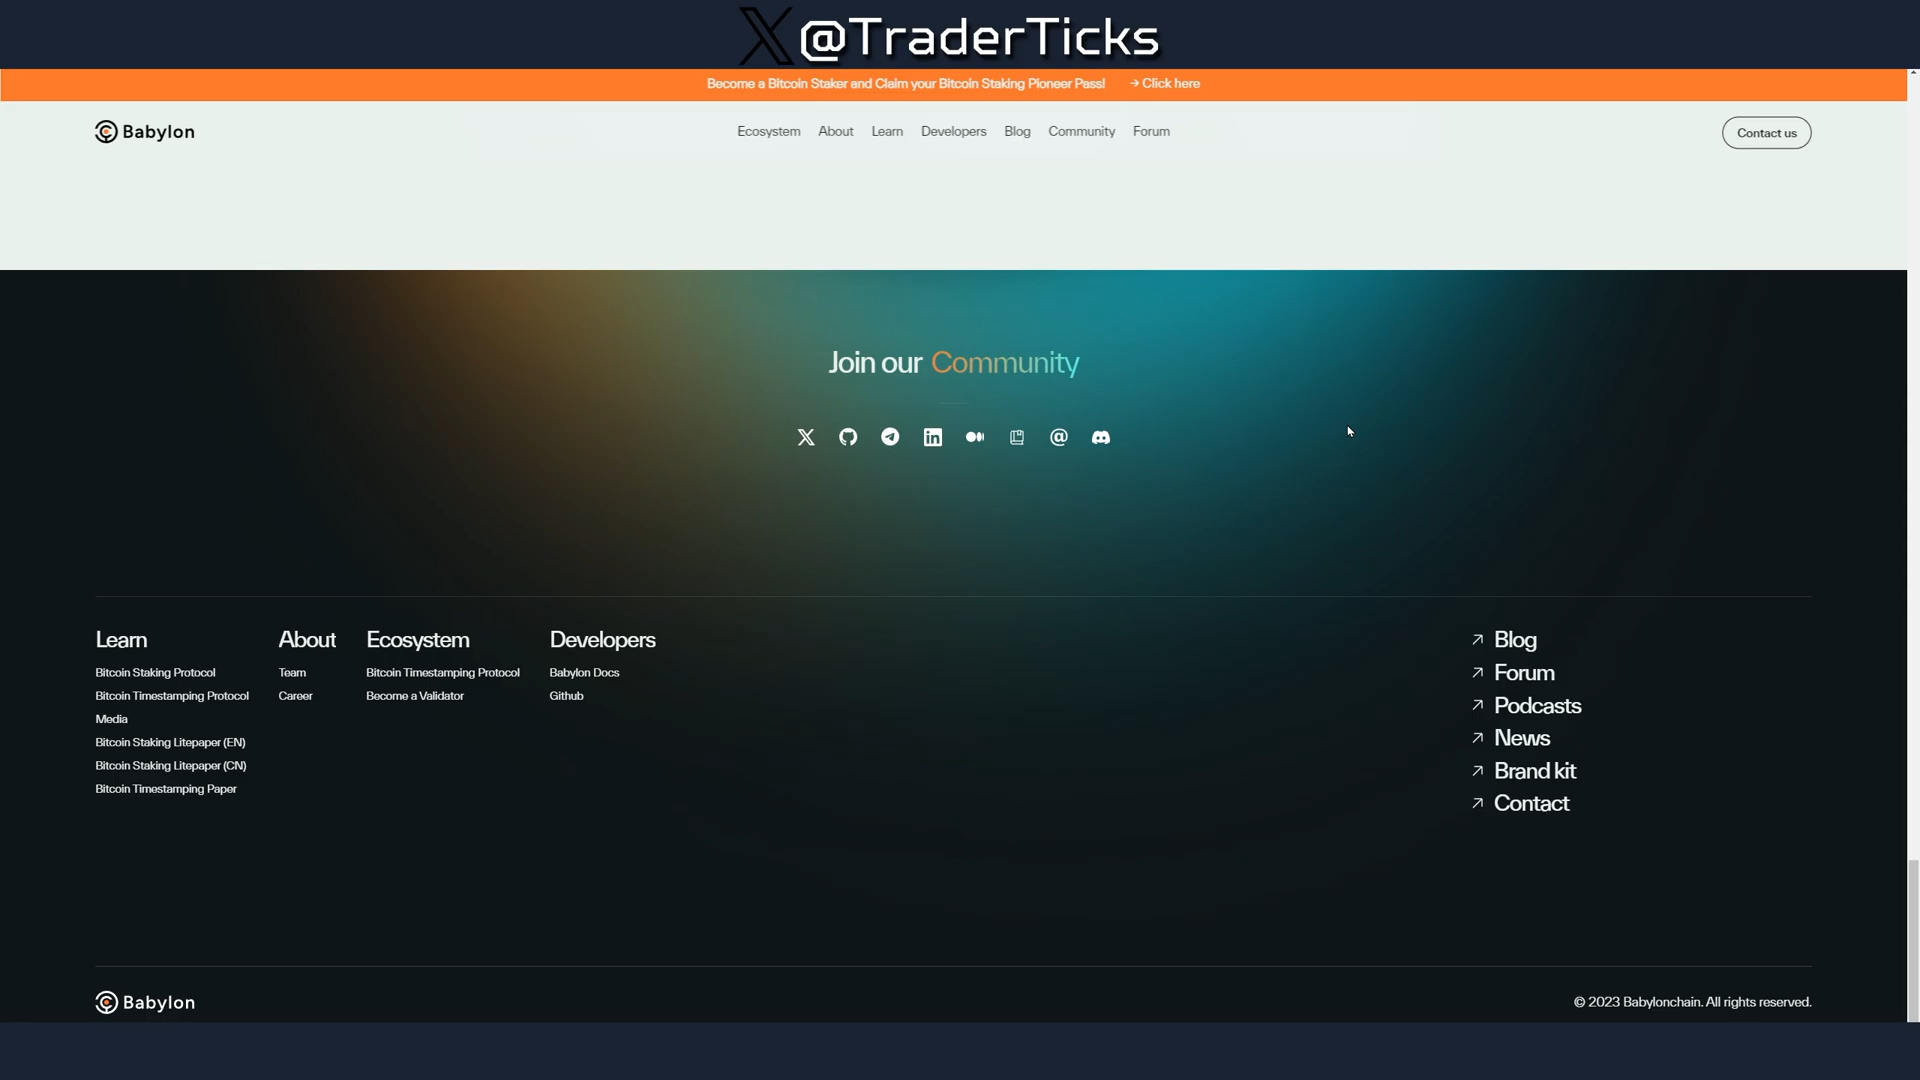 @TraderTicks
Become a Bitcoin Staker and Claim your Bitcoin Staking Pioneer Pass! → Click here
Babylon
Ecosystem About Learn Developers Blog Community Forum
Contact us
Join our Community
Learn
Bitcoin Staking Protocol
Bitcoin Timestamping Protocol
Media
Bitcoin Staking Litepaper (EN)
Bitcoin Staking Litepaper (CN)
Bitcoin Timestamping Paper
About
Team
Career
Ecosystem
Bitcoin Timestamping Protocol
Become a Validator
Developers
Babylon Docs
Github
Blog
Forum
Podcasts
News
Brand kit
Contact
Babylon
© 2023 Babylonchain. All rights reserved.